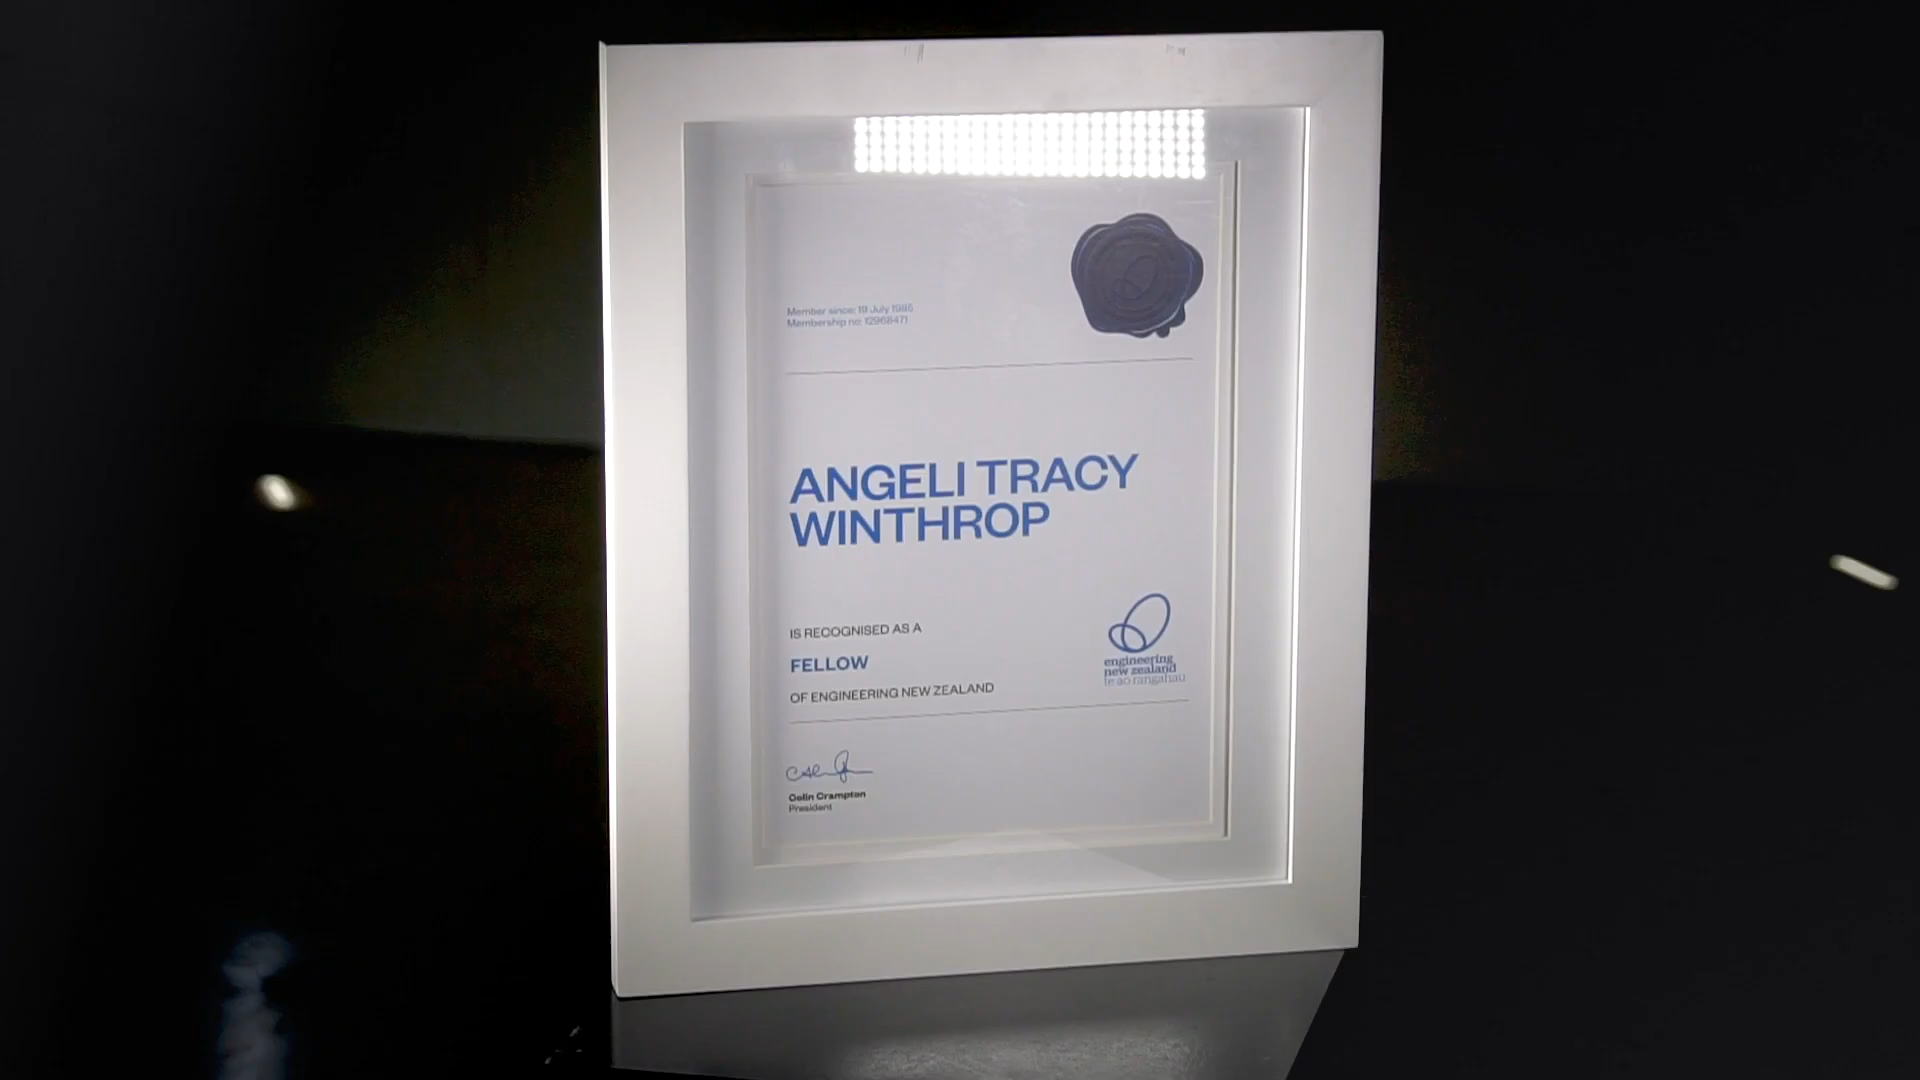 Member since: 19 July 1985
Membership no: 12968471
ANGELI TRACY
WINTHROP
IS RECOGNISED AS A
FELLOW
OF ENGINEERING NEW ZEALAND
engineering
new zealand
te ao rangahau
Colin Crampton
President